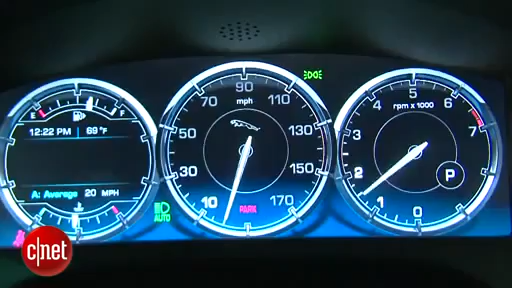 E F
12:22 PM 69°F
A: Average 20 MPH
AUTO
c|net
10 30 50 70 90 110 130 150 170
mph
PARK
0 1 2 3 4 5 6 7
rpm x 1000
P